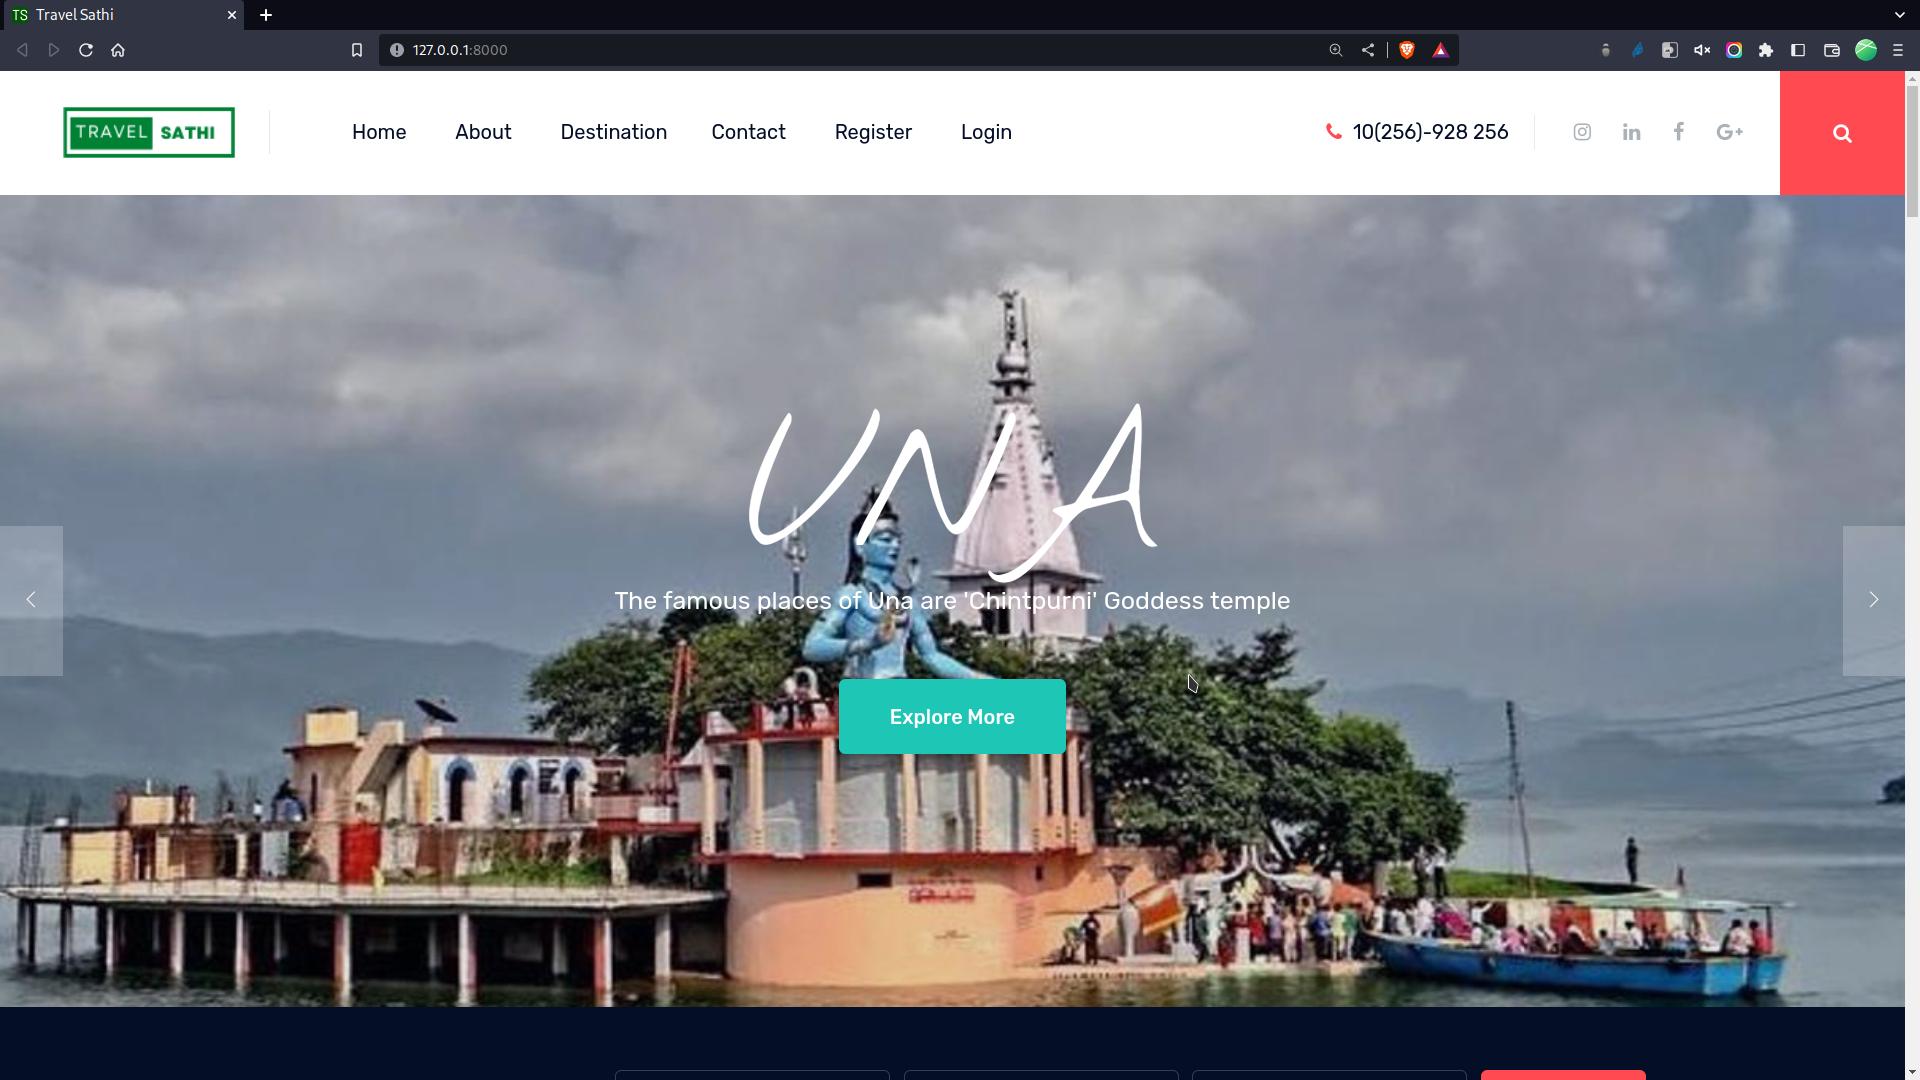 TS Travel Sathi
127.0.0.1:8000
TRAVEL SATHI
Home About Destination Contact Register Login
10(256)-928 256
UNA
The famous places of Una are 'Chintpurni' Goddess temple
Explore More